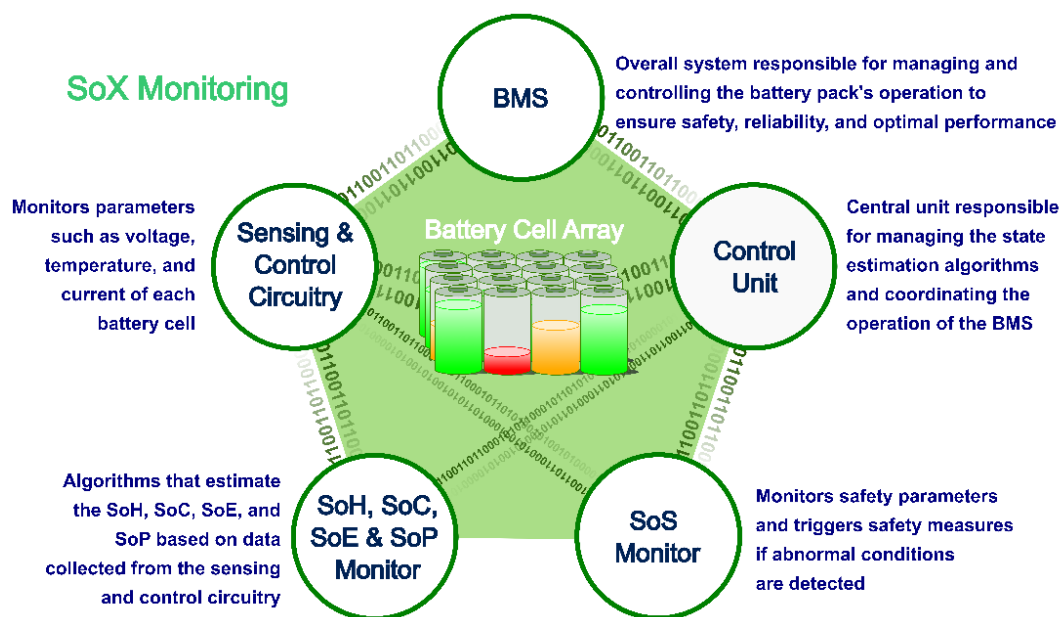 SoX Monitoring
BMS
Overall system responsible for managing and
controlling the battery pack's operation to
ensure safety, reliability, and optimal performance
Monitors parameters
such as voltage,
temperature, and
current of each
battery cell
Sensing &
Control
Circuitry
Battery Cell Array
Control
Unit
Central unit responsible
for managing the state
estimation algorithms
and coordinating the
operation of the BMS
Algorithms that estimate
the SoH, SoC, SoE, and
SoP based on data
collected from the sensing
and control circuitry
SoH, SoC,
SoE & SoP
Monitor
SoS
Monitor
Monitors safety parameters
and triggers safety measures
if abnormal conditions
are detected